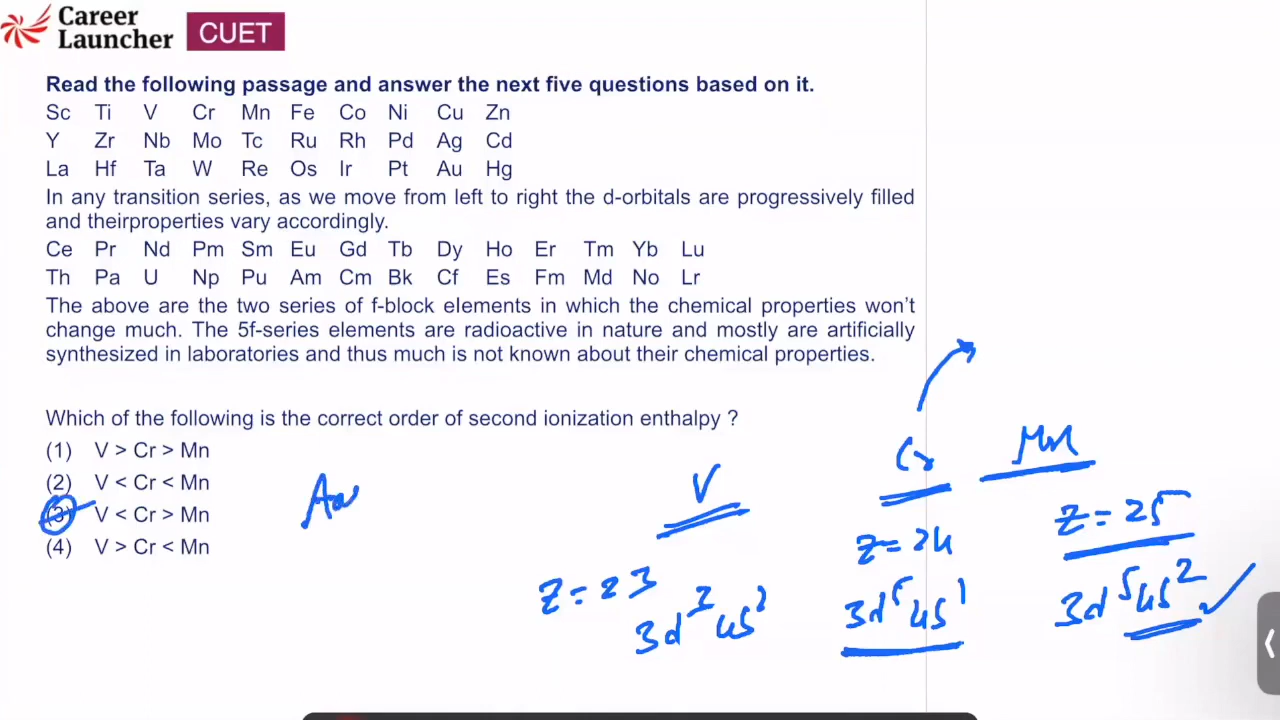 Career
Launcher
CUET
Read the following passage and answer the next five questions based on it.
Sc Ti V Cr Mn Fe Co Ni Cu Zn
Y Zr Nb Mo Tc Ru Rh Pd Ag Cd
La Hf Ta W Re Os Ir Pt Au Hg
In any transition series, as we move from left to right the d-orbitals are progressively filled
and theirproperties vary accordingly.
Ce Pr Nd Pm Sm Eu Gd Tb Dy Ho Er Tm Yb Lu
Th Pa U Np Pu Am Cm Bk Cf Es Fm Md No Lr
The above are the two series of f-block elements in which the chemical properties won't
change much. The 5f-series elements are radioactive in nature and mostly are artificially
synthesized in laboratories and thus much is not known about their chemical properties.
Which of the following is the correct order of second ionization enthalpy ?
(1) V > Cr > Mn
(2) V < Cr < Mn
(3) V < Cr > Mn
(4) V > Cr < Mn
V
Z = 23
3d³ 4s²
Cr
Z = 24
3d⁵ 4s¹
Mn
Z = 25
3d⁵ 4s²